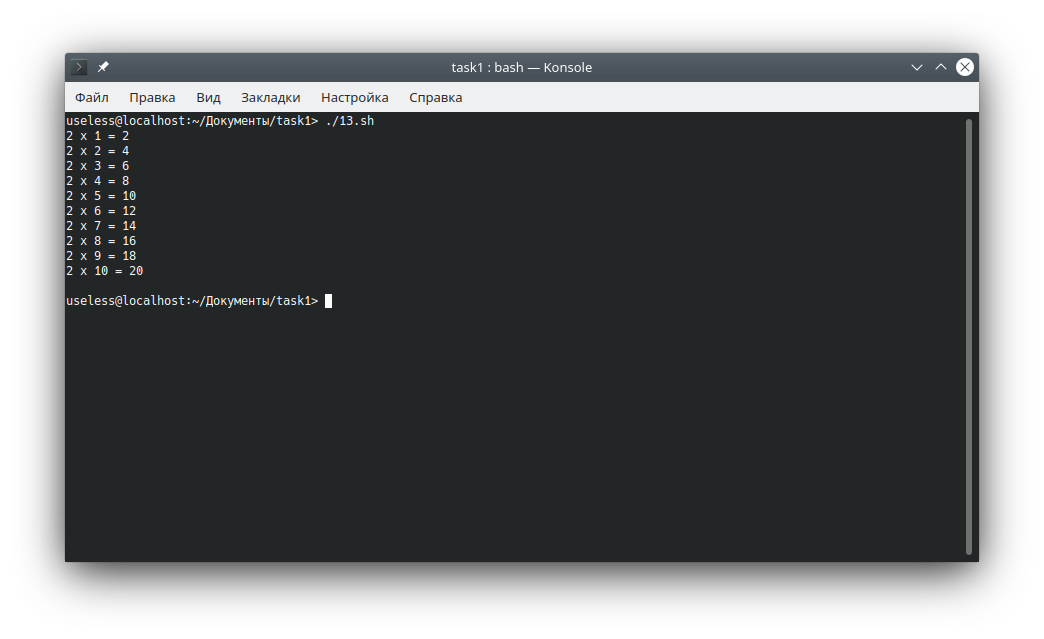 task1 : bash — Konsole
Файл Правка Вид Закладки Настройка Справка
useless@localhost:~/Документы/task1> ./13.sh
2 x 1 = 2
2 x 2 = 4
2 x 3 = 6
2 x 4 = 8
2 x 5 = 10
2 x 6 = 12
2 x 7 = 14
2 x 8 = 16
2 x 9 = 18
2 x 10 = 20
useless@localhost:~/Документы/task1>